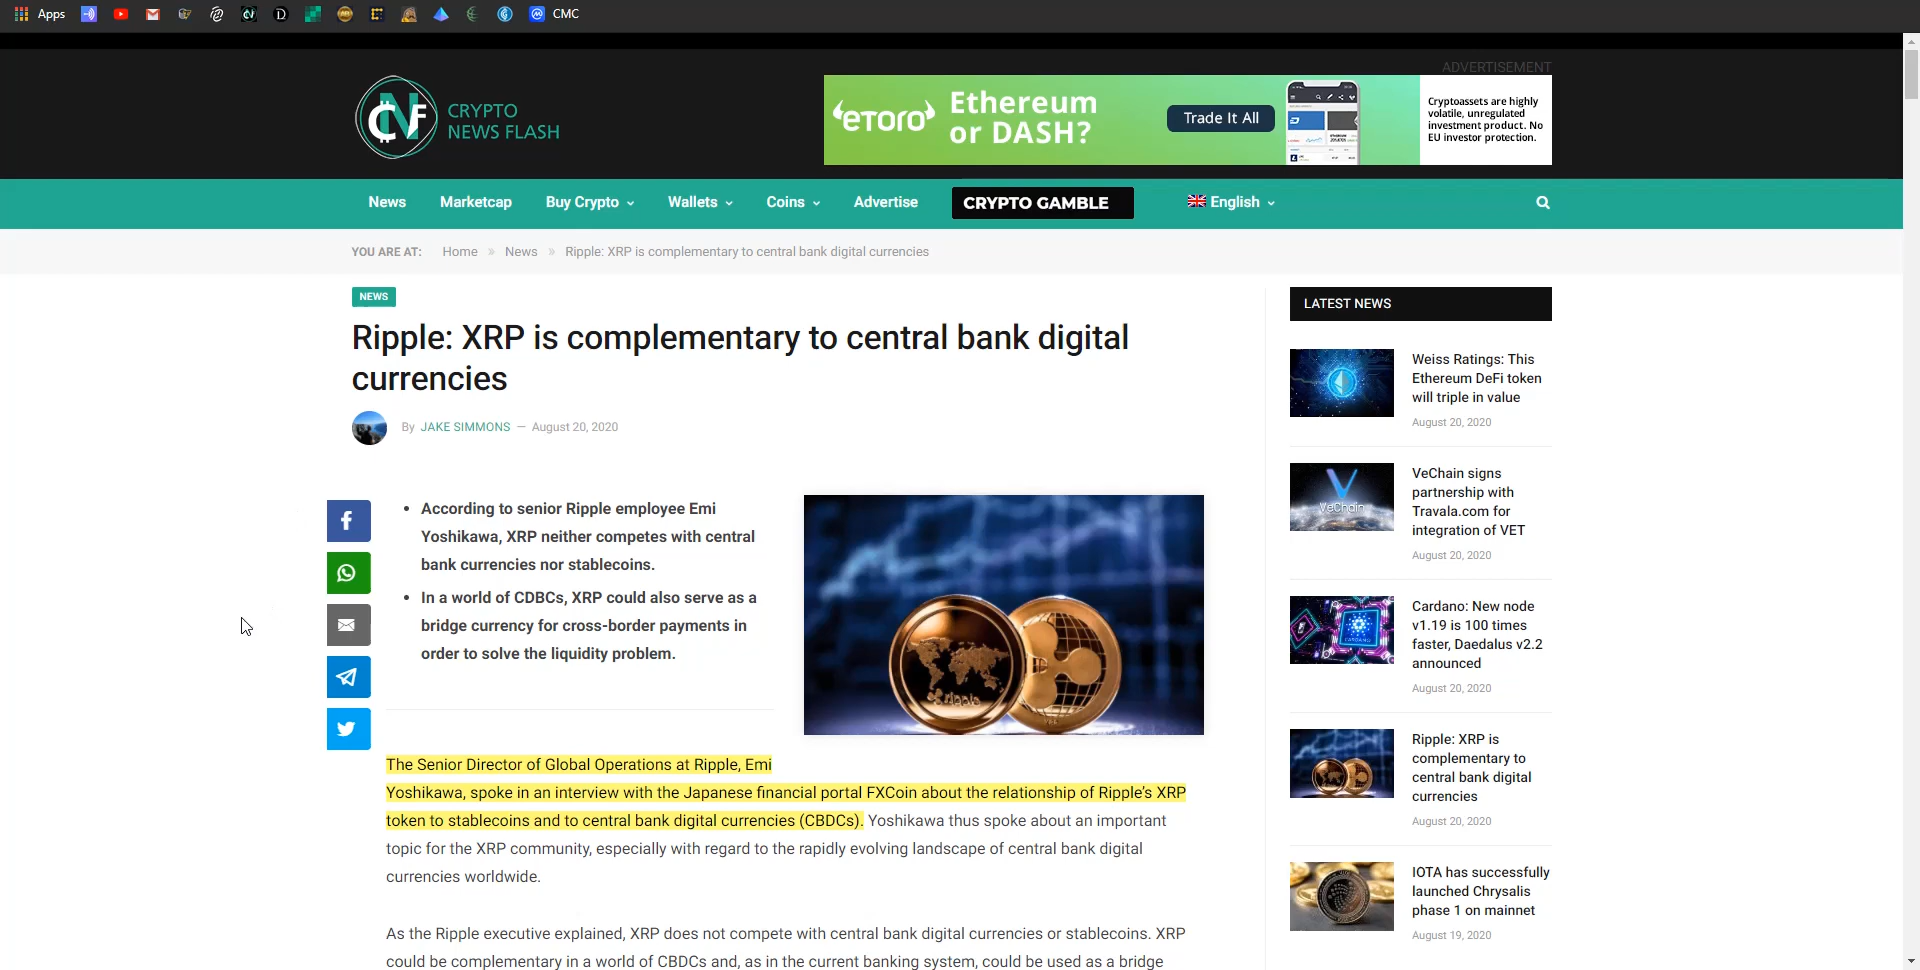 Apps
CMC
ADVERTISEMENT
CRYPTO
NEWS FLASH
eToro
Ethereum
or DASH?
Trade It All
Cryptoassets are highly
volatile, unregulated
investment product. No
EU investor protection.
News
Marketcap
Buy Crypto
Wallets
Coins
Advertise
CRYPTO GAMBLE
English
YOU ARE AT: Home » News » Ripple: XRP is complementary to central bank digital currencies
NEWS
Ripple: XRP is complementary to central bank digital
currencies
By JAKE SIMMONS — August 20, 2020
• According to senior Ripple employee Emi
Yoshikawa, XRP neither competes with central
bank currencies nor stablecoins.
• In a world of CDBCs, XRP could also serve as a
bridge currency for cross-border payments in
order to solve the liquidity problem.
ripple
The Senior Director of Global Operations at Ripple, Emi
Yoshikawa, spoke in an interview with the Japanese financial portal FXCoin about the relationship of Ripple's XRP
token to stablecoins and to central bank digital currencies (CBDCs). Yoshikawa thus spoke about an important
topic for the XRP community, especially with regard to the rapidly evolving landscape of central bank digital
currencies worldwide.
As the Ripple executive explained, XRP does not compete with central bank digital currencies or stablecoins. XRP
could be complementary in a world of CBDCs and, as in the current banking system, could be used as a bridge
LATEST NEWS
Weiss Ratings: This
Ethereum DeFi token
will triple in value
August 20, 2020
VeChain
VeChain signs
partnership with
Travala.com for
integration of VET
August 20, 2020
CARDANO
Cardano: New node
v1.19 is 100 times
faster, Daedalus v2.2
announced
August 20, 2020
Ripple: XRP is
complementary to
central bank digital
currencies
August 20, 2020
IOTA has successfully
launched Chrysalis
phase 1 on mainnet
August 19, 2020